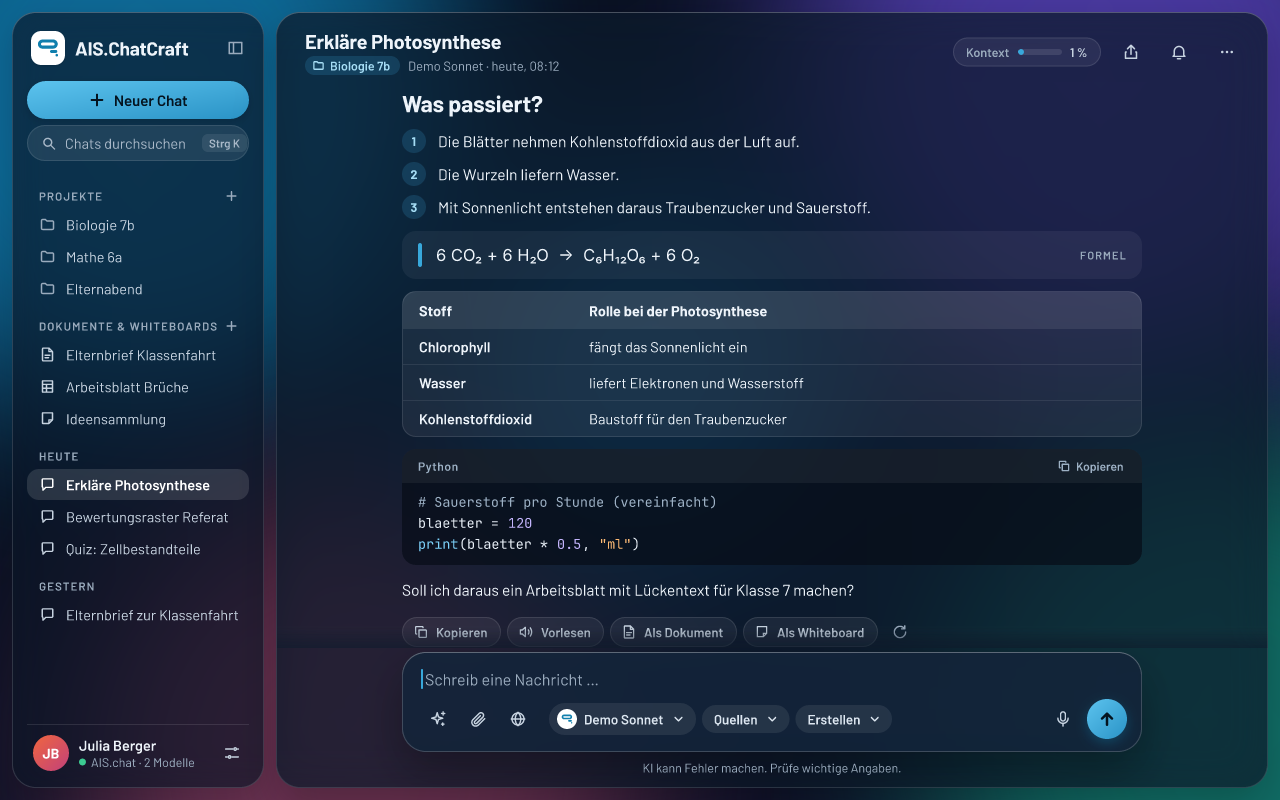 AIS.ChatCraft
Neuer Chat
Chats durchsuchen Strg K
PROJEKTE
Biologie 7b
Mathe 6a
Elternabend
DOKUMENTE & WHITEBOARDS
Elternbrief Klassenfahrt
Arbeitsblatt Brüche
Ideensammlung
HEUTE
Erkläre Photosynthese
Bewertungsraster Referat
Quiz: Zellbestandteile
GESTERN
Elternbrief zur Klassenfahrt
JB
Julia Berger
AIS.chat · 2 Modelle
Erkläre Photosynthese
Biologie 7b Demo Sonnet · heute, 08:12
Kontext 1 %
Was passiert?
1 Die Blätter nehmen Kohlenstoffdioxid aus der Luft auf.
2 Die Wurzeln liefern Wasser.
3 Mit Sonnenlicht entstehen daraus Traubenzucker und Sauerstoff.
6 CO₂ + 6 H₂O → C₆H₁₂O₆ + 6 O₂ FORMEL
Stoff Rolle bei der Photosynthese
Chlorophyll fängt das Sonnenlicht ein
Wasser liefert Elektronen und Wasserstoff
Kohlenstoffdioxid Baustoff für den Traubenzucker
Python Kopieren
# Sauerstoff pro Stunde (vereinfacht)
blaetter = 120
print(blaetter * 0.5, "ml")
Soll ich daraus ein Arbeitsblatt mit Lückentext für Klasse 7 machen?
Kopieren Vorlesen Als Dokument Als Whiteboard
Schreib eine Nachricht ...
Demo Sonnet Quellen Erstellen
KI kann Fehler machen. Prüfe wichtige Angaben.